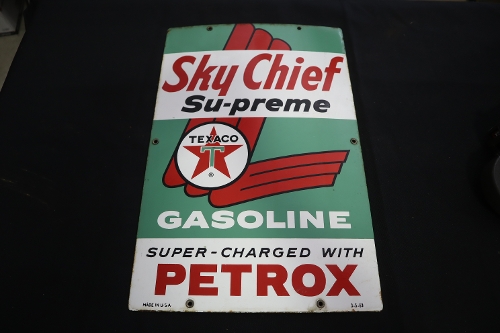 Sky Chief
Su-preme
TEXACO
T
®
GASOLINE
SUPER-CHARGED WITH
PETROX
MADE IN U.S.A.